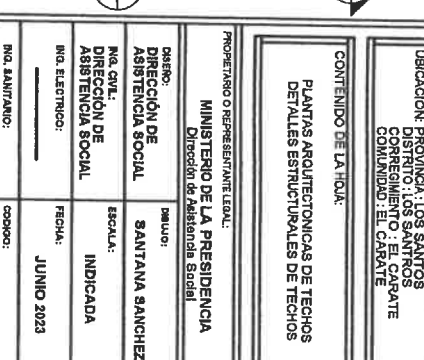 UBICACIÓN: PROVINCIA : LOS SANTOS
DISTRITO : LOS SANTROS
CORREGIMIENTO : EL CARATE
COMUNIDAD : EL CARATE
CONTENIDO DE LA HOJA:
PLANTAS ARQUITECTONICAS DE TECHOS
DETALLES ESTRUCTURALES DE TECHOS
PROPIETARIO O REPRESENTANTE LEGAL:
MINISTERIO DE LA PRESIDENCIA
Dirección de Asistencia Social
DISEÑO:
DIRECCIÓN DE
ASISTENCIA SOCIAL
DIBUJO:
SANTANA SANCHEZ
ING. CIVIL:
DIRECCIÓN DE
ASISTENCIA SOCIAL
ESCALA:
INDICADA
ING. ELECTRICO:
FECHA:
JUNIO 2023
ING. SANITARIO:
CODIGO: